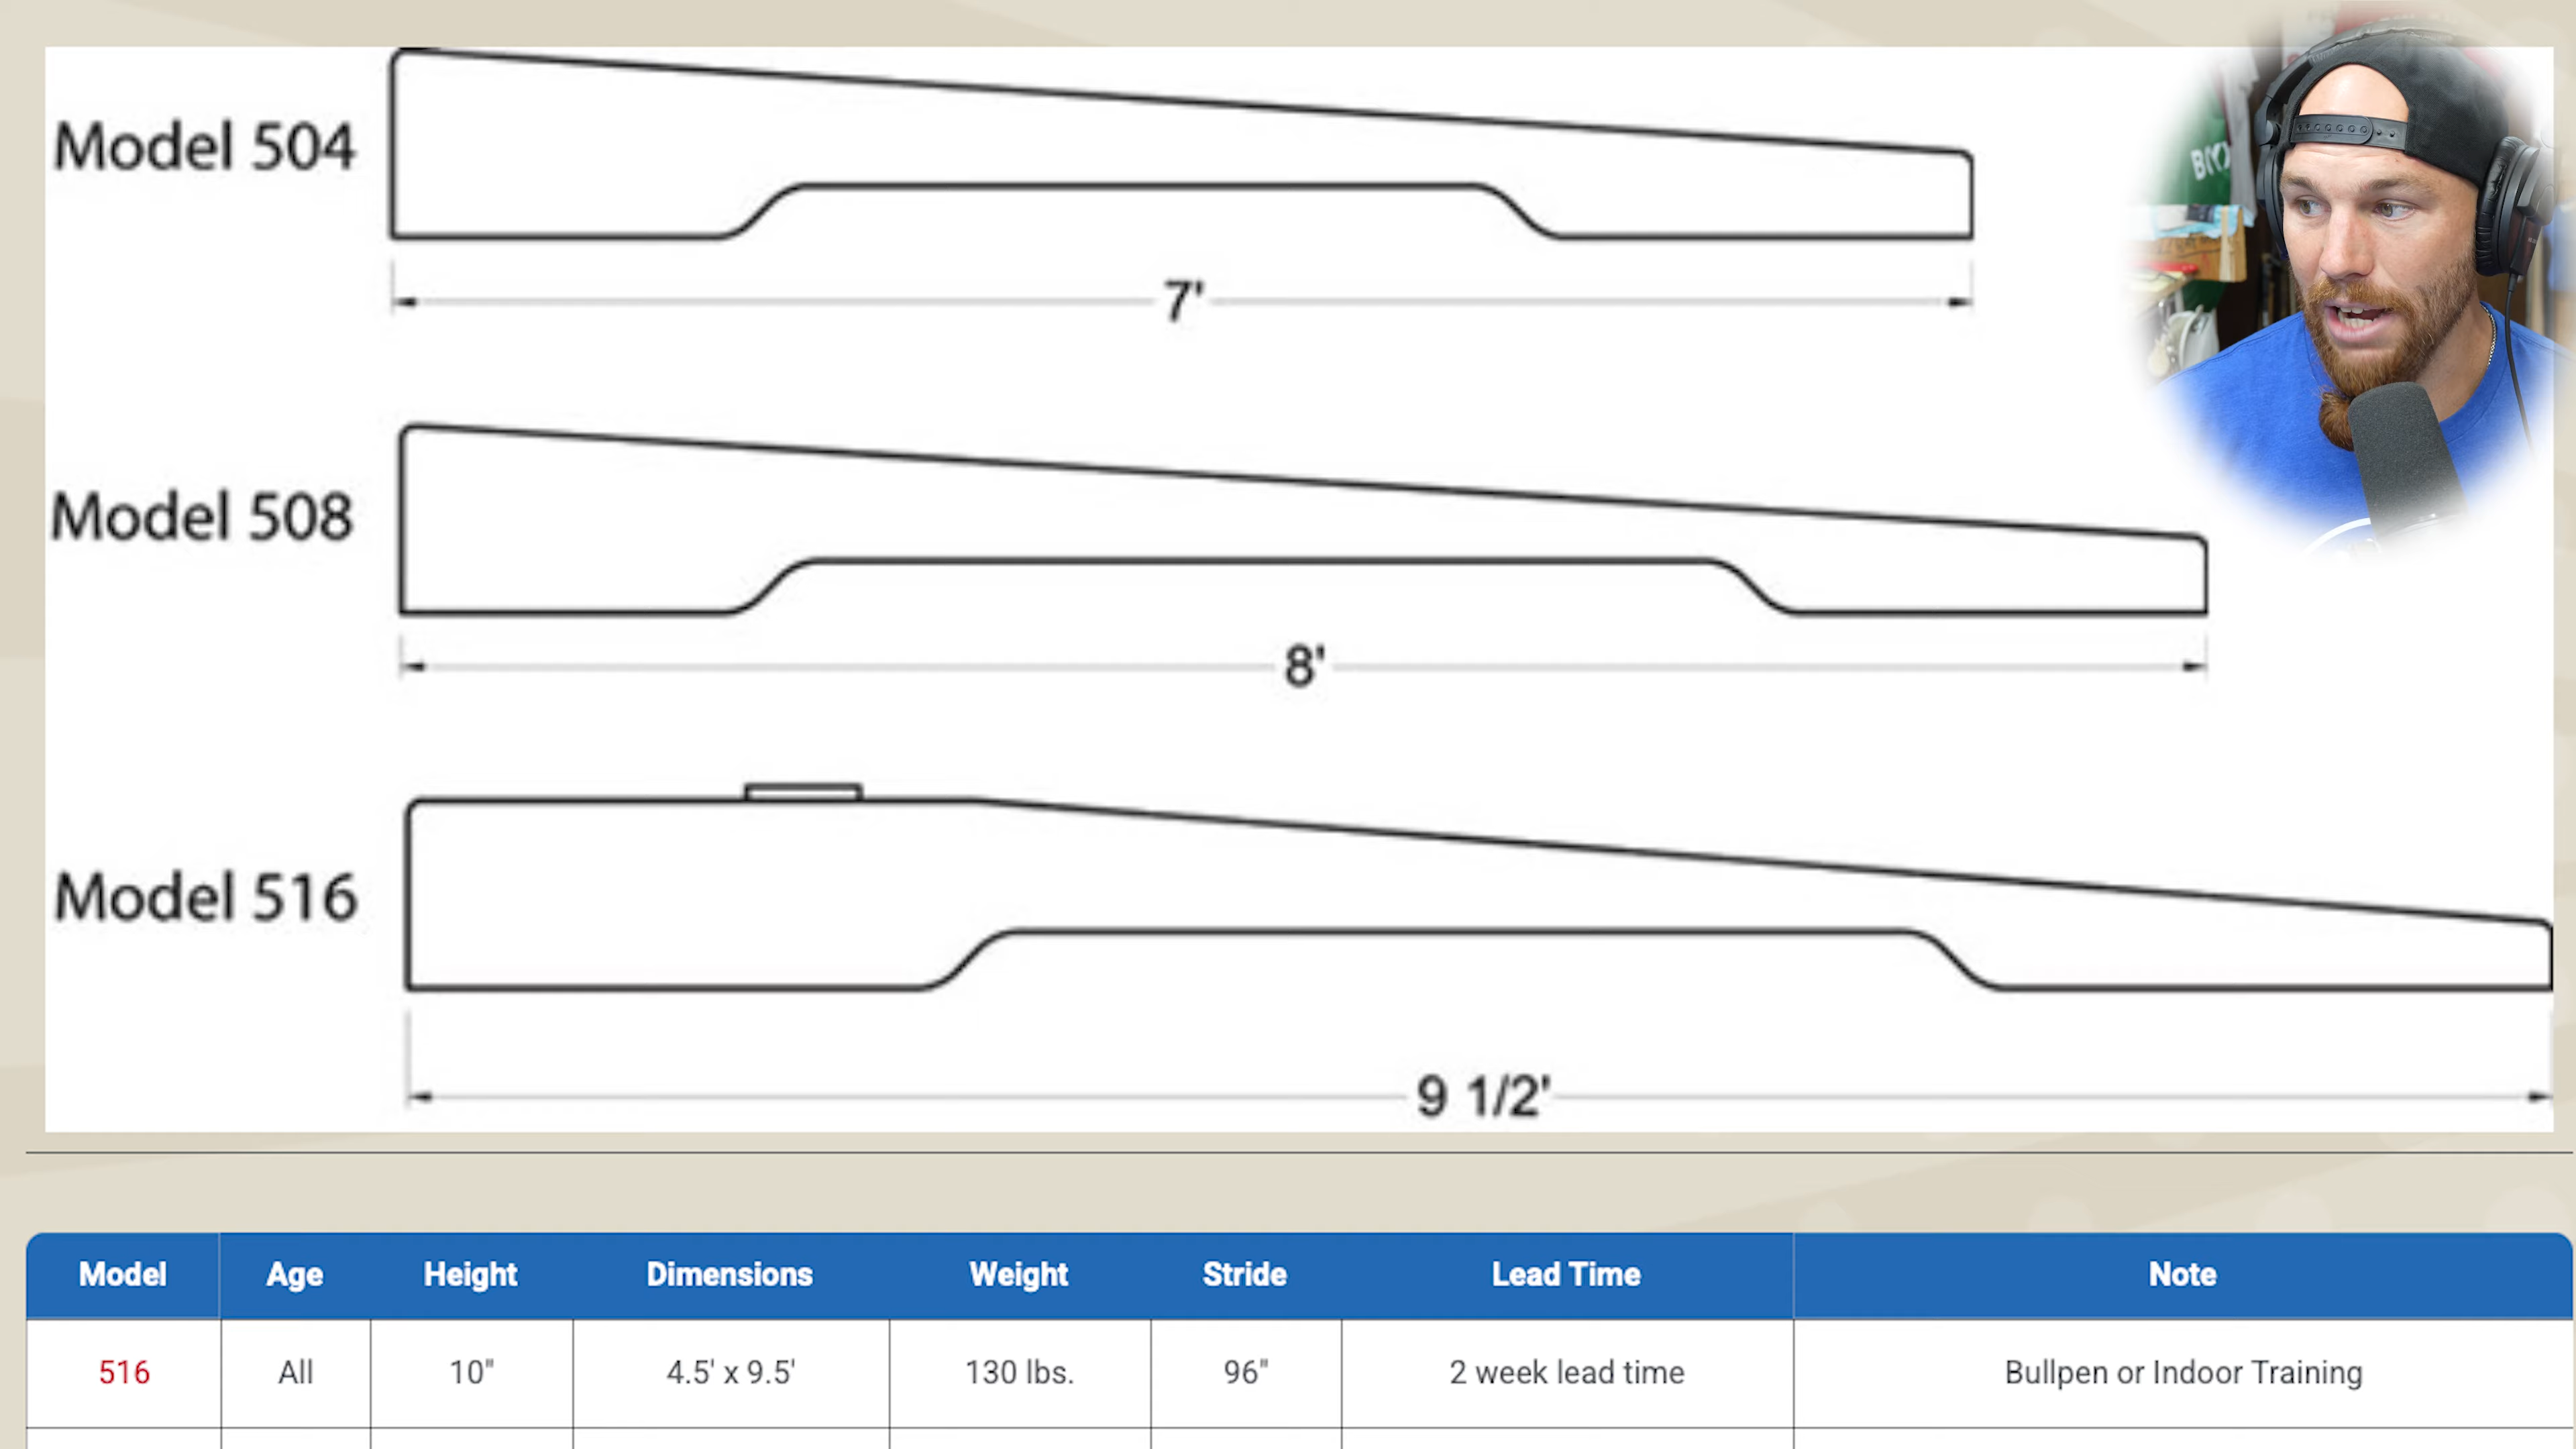 Model 504
7'
Model 508
8'
Model 516
9 1/2'
Model Age Height Dimensions Weight Stride Lead Time Note
516 All 10" 4.5' x 9.5' 130 lbs. 96" 2 week lead time Bullpen or Indoor Training